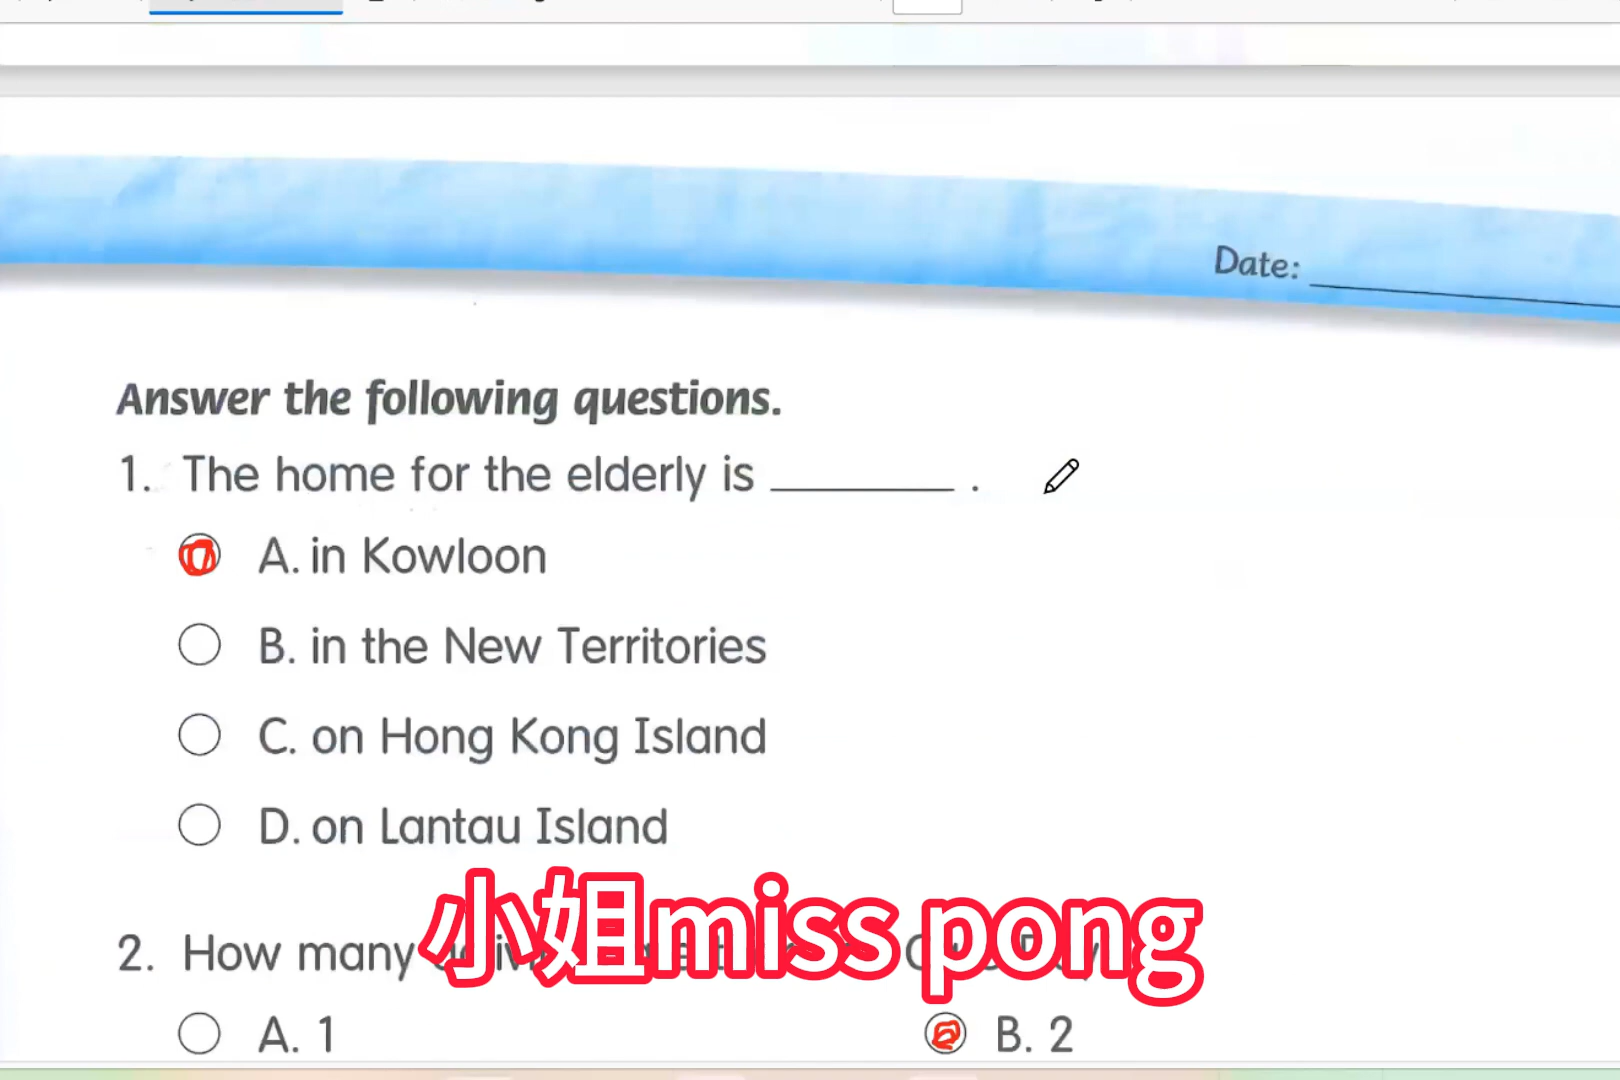 Date:
Answer the following questions.
1. The home for the elderly is ________ .
A. in Kowloon
B. in the New Territories
C. on Hong Kong Island
D. on Lantau Island
小姐miss pong
2. How many
A. 1
B. 2